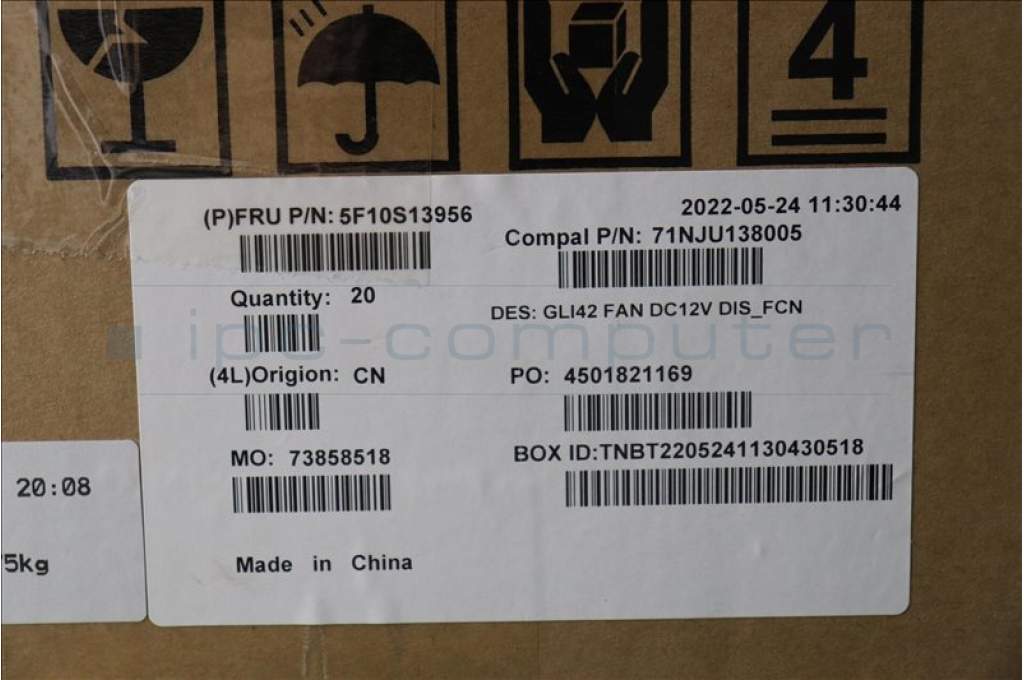 4
(P)FRU P/N: 5F10S13956
2022-05-24 11:30:44
Compal P/N: 71NJU138005
Quantity: 20
DES: GLI42 FAN DC12V DIS_FCN
ipc-computer
(4L)Origion: CN
PO: 4501821169
MO: 73858518
BOX ID:TNBT2205241130430518
20:08
5kg
Made in China